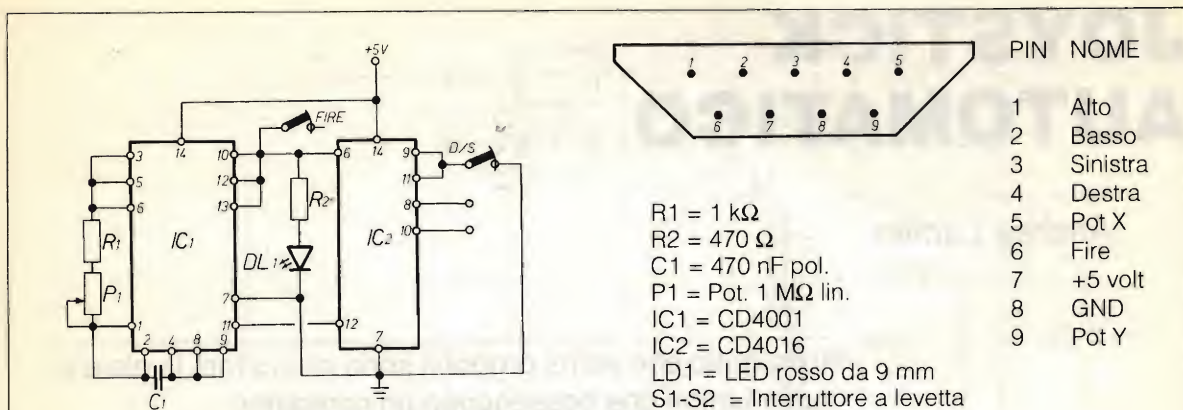 +5V
FIRE
D/S
14
14
3
5
6
10
12
13
6
9
11
8
10
R1
P1
IC1
R2
DL1
IC2
7
11
12
1
2
4
8
9
7
C1
1
2
3
4
5
6
7
8
9
R1 = 1 kΩ
R2 = 470 Ω
C1 = 470 nF pol.
P1 = Pot. 1 MΩ lin.
IC1 = CD4001
IC2 = CD4016
LD1 = LED rosso da 9 mm
S1-S2 = Interruttore a levetta
PIN NOME
1 Alto
2 Basso
3 Sinistra
4 Destra
5 Pot X
6 Fire
7 +5 volt
8 GND
9 Pot Y